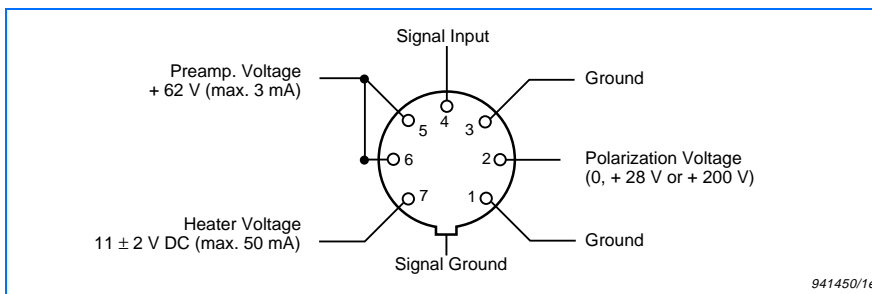 Signal Input
Preamp. Voltage
+ 62 V (max. 3 mA)
Ground
4
5
3
6
2
Polarization Voltage
(0, + 28 V or + 200 V)
7
1
Heater Voltage
11 ± 2 V DC (max. 50 mA)
Ground
Signal Ground
941450/1e